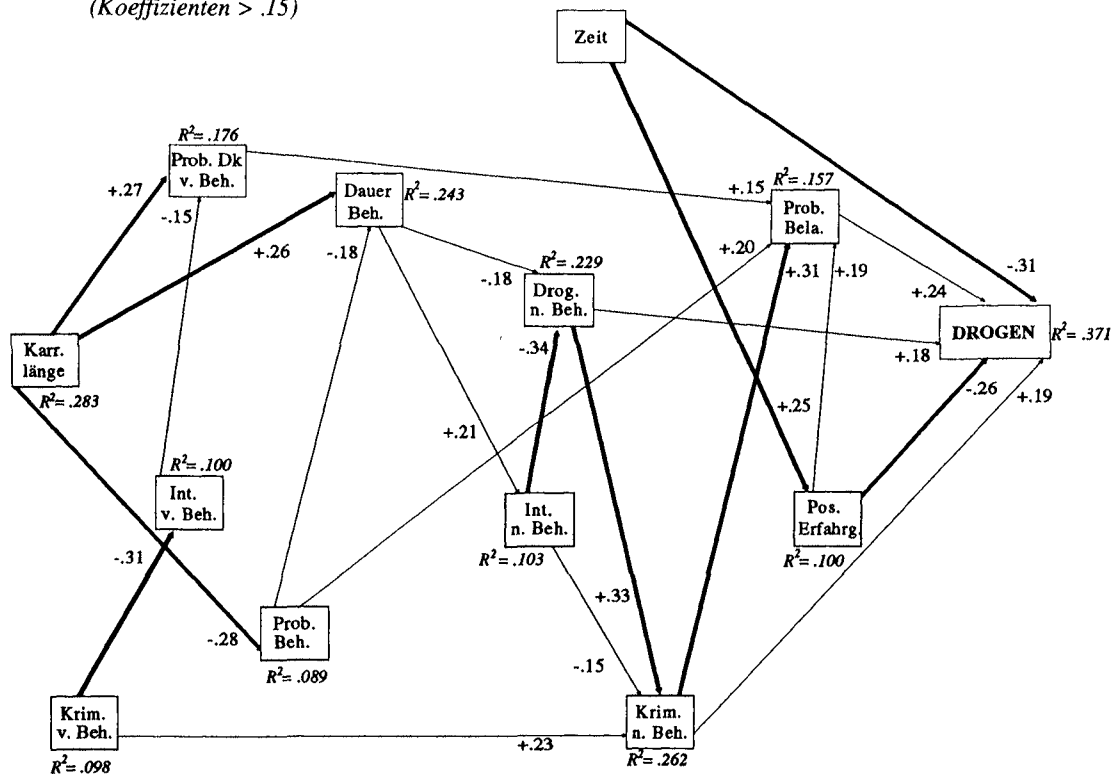 (Koeffizienten > .15)
Zeit
R²= .176
Prob. Dk
v. Beh.
+.27
-.15
Dauer
Beh.
R²= .243
+.26
-.18
R²= .157
Prob.
Bela.
+.15
+.20
+.31
+.19
R²= .229
Drog.
n. Beh.
-.18
-.34
-.31
+.24
DROGEN
R²= .371
+.18
-.26
+.19
Karr.
länge
R²= .283
+.25
+.21
R²= .100
Int.
v. Beh.
Int.
n. Beh.
R²= .103
Pos.
Erfahrg.
R²= .100
-.31
+.33
-.28
Prob.
Beh.
R²= .089
-.15
Krim.
v. Beh.
R²= .098
+.23
Krim.
n. Beh.
R²= .262